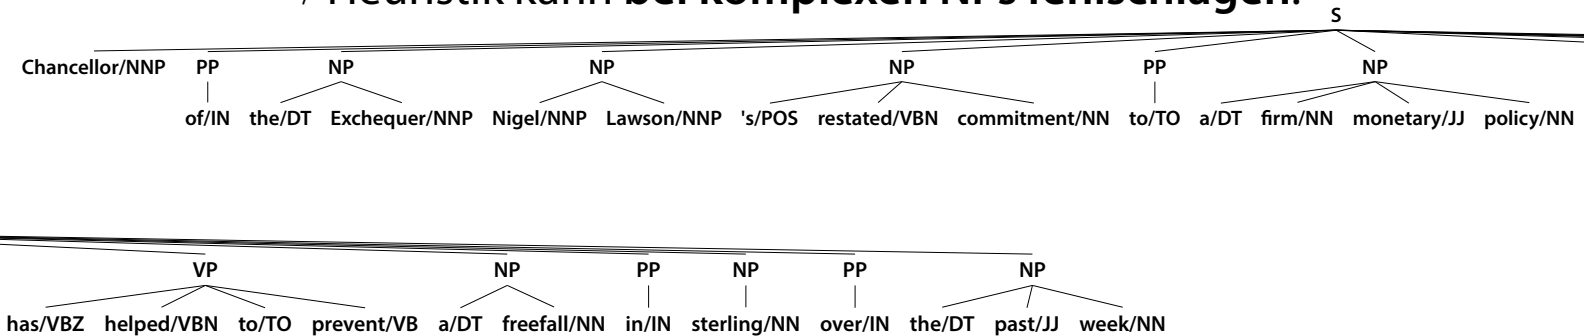 Heuristik kann bei komplexen NPs fehlschlagen.
S
Chancellor/NNP PP NP NP NP PP NP
of/IN the/DT Exchequer/NNP Nigel/NNP Lawson/NNP 's/POS restated/VBN commitment/NN to/TO a/DT firm/NN monetary/JJ policy/NN
VP NP PP NP PP NP
has/VBZ helped/VBN to/TO prevent/VB a/DT freefall/NN in/IN sterling/NN over/IN the/DT past/JJ week/NN